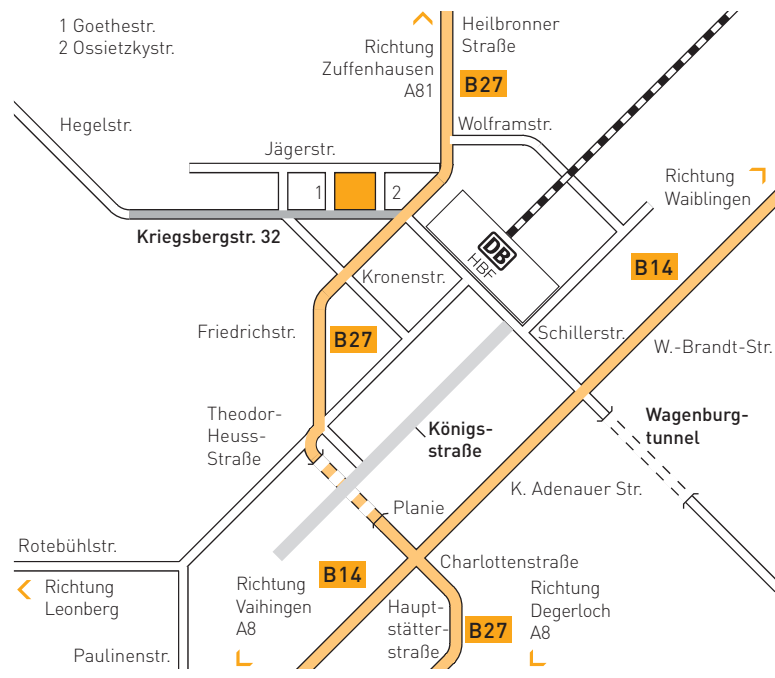 1 Goethestr.
2 Ossietzkystr.
Richtung
Zuffenhausen
A81
Heilbronner
Straße
B27
Hegelstr.
Wolframstr.
Jägerstr.
Richtung
Waiblingen
1
2
Kriegsbergstr. 32
DB
HBF
B14
Kronenstr.
Friedrichstr.
B27
Schillerstr.
W.-Brandt-Str.
Theodor-
Heuss-
Straße
Königs-
straße
Wagenburg-
tunnel
K. Adenauer Str.
Planie
Rotebühlstr.
Charlottenstraße
B14
Richtung
Leonberg
Richtung
Vaihingen
A8
Haupt-
stätter-
straße
B27
Richtung
Degerloch
A8
Paulinenstr.